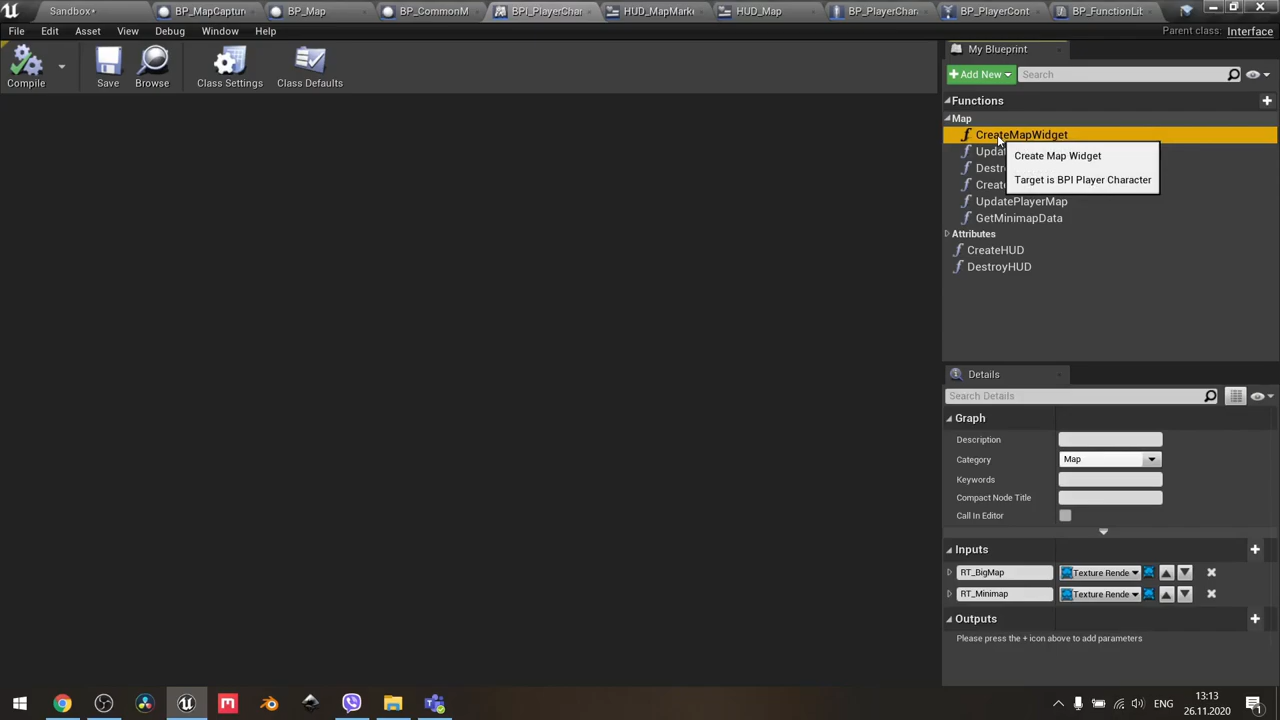 Sandbox•
BP_MapCaptur
BP_Map
BP_CommonM
BPI_PlayerChar
HUD_MapMark
HUD_Map
BP_PlayerChar
BP_PlayerCont
BP_FunctionLib
File
Edit
Asset
View
Debug
Window
Help
Parent class: Interface
Compile
Save
Browse
Class Settings
Class Defaults
My Blueprint
+Add New
Search
Functions
Map
CreateMapWidget
Create Map Widget
Target is BPI Player Character
UpdatePlayerMap
GetMinimapData
Attributes
CreateHUD
DestroyHUD
Details
Search Details
Graph
Description
Category
Map
Keywords
Compact Node Title
Call In Editor
Inputs
RT_BigMap
Texture Rende
RT_Minimap
Texture Rende
Outputs
Please press the + icon above to add parameters
ENG
13:13
26.11.2020